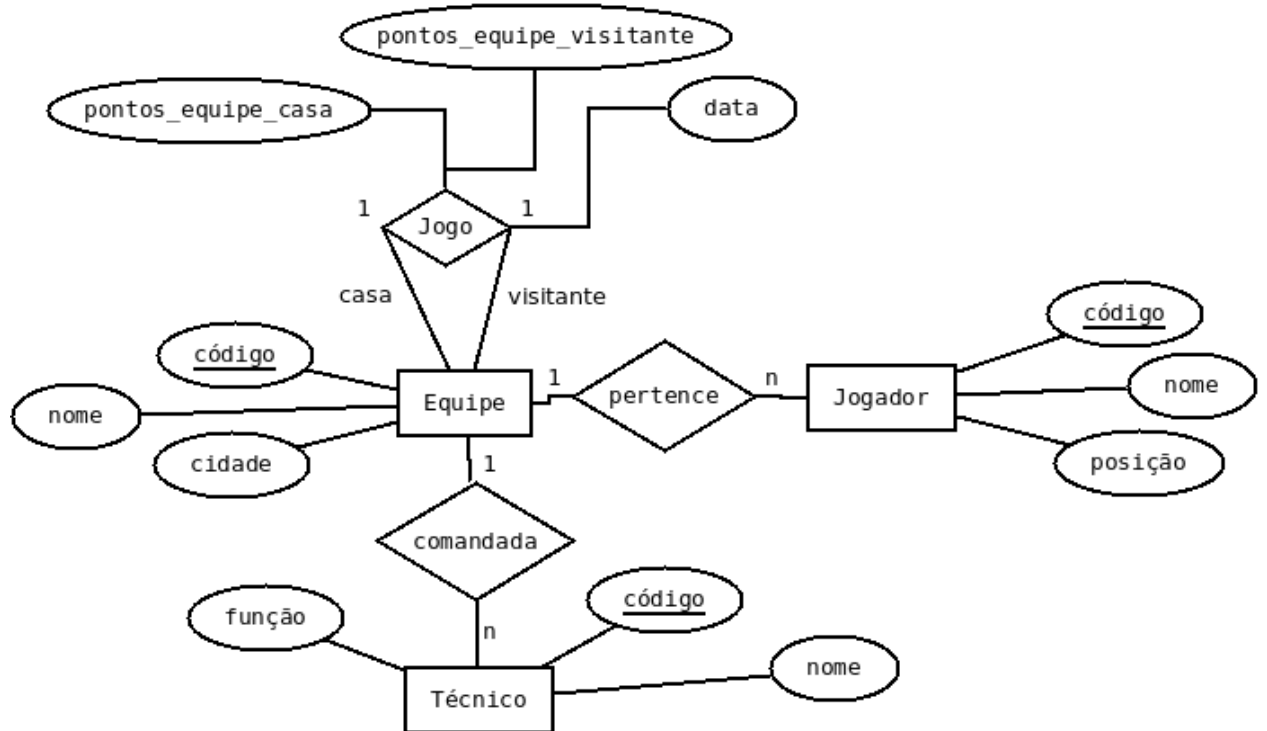 pontos_equipe_visitante
pontos_equipe_casa
data
1
1
Jogo
casa
visitante
código
código
nome
Equipe
1
pertence
n
Jogador
nome
cidade
posição
1
comandada
função
código
n
Técnico
nome